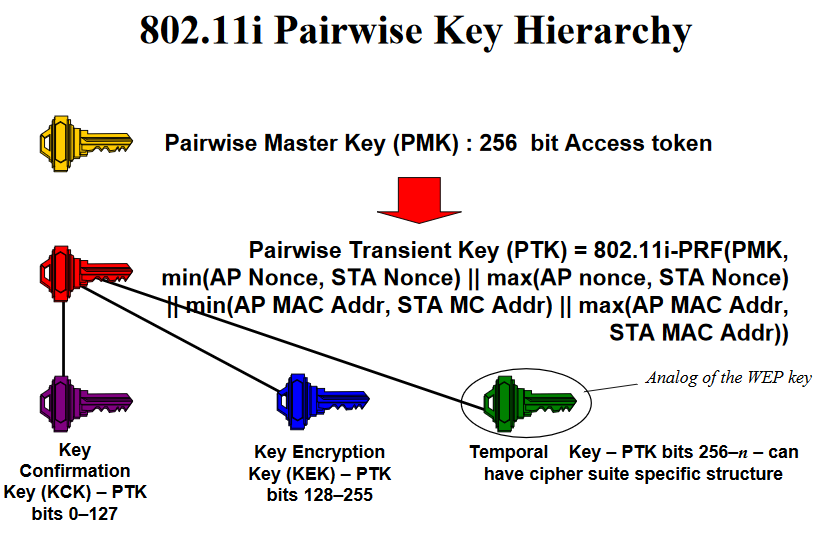 802.11i Pairwise Key Hierarchy
Pairwise Master Key (PMK) : 256 bit Access token
Pairwise Transient Key (PTK) = 802.11i-PRF(PMK,
min(AP Nonce, STA Nonce) || max(AP nonce, STA Nonce)
|| min(AP MAC Addr, STA MC Addr) || max(AP MAC Addr,
STA MAC Addr))
Analog of the WEP key
Key
Confirmation
Key (KCK) – PTK
bits 0–127
Key Encryption
Key (KEK) – PTK
bits 128–255
Temporal Key – PTK bits 256–n – can
have cipher suite specific structure